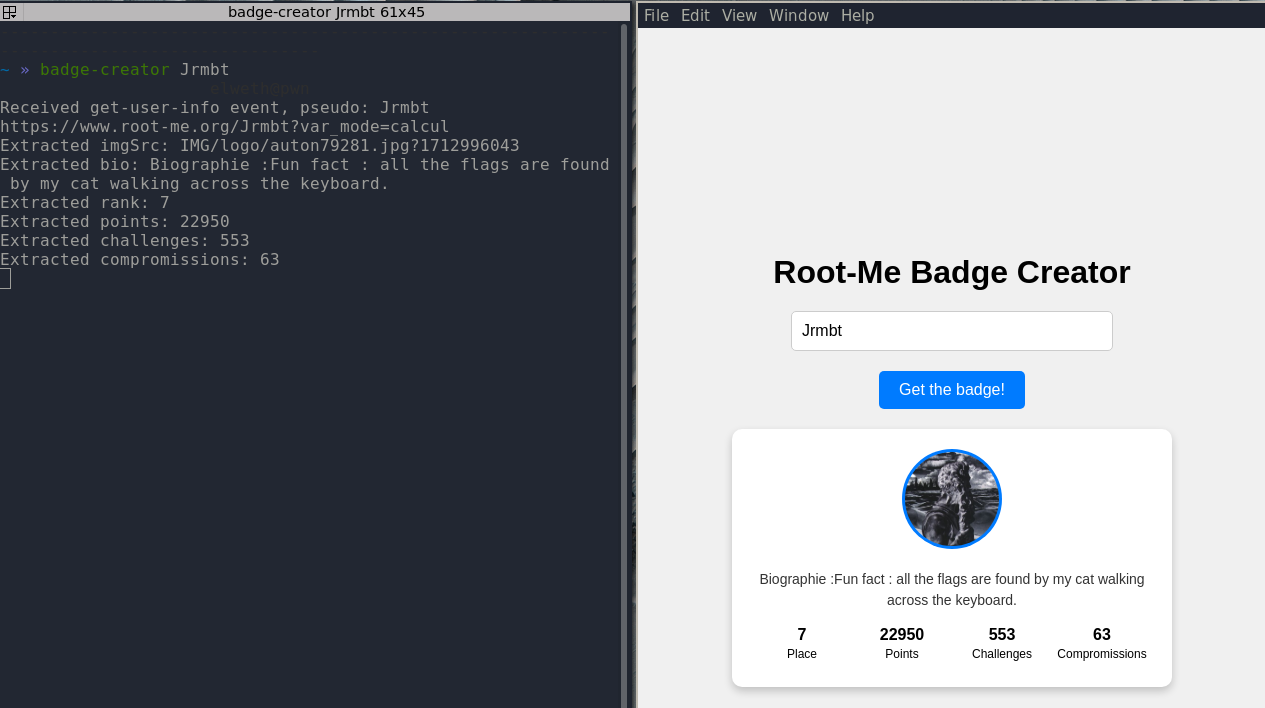 badge-creator Jrmbt 61x45
~ » badge-creator Jrmbt
Received get-user-info event, pseudo: Jrmbt
https://www.root-me.org/Jrmbt?var_mode=calcul
Extracted imgSrc: IMG/logo/auton79281.jpg?1712996043
Extracted bio: Biographie :Fun fact : all the flags are found
by my cat walking across the keyboard.
Extracted rank: 7
Extracted points: 22950
Extracted challenges: 553
Extracted compromissions: 63
File Edit View Window Help
Root-Me Badge Creator
Jrmbt
Get the badge!
Biographie :Fun fact : all the flags are found by my cat walking
across the keyboard.
7 22950 553 63
Place Points Challenges Compromissions